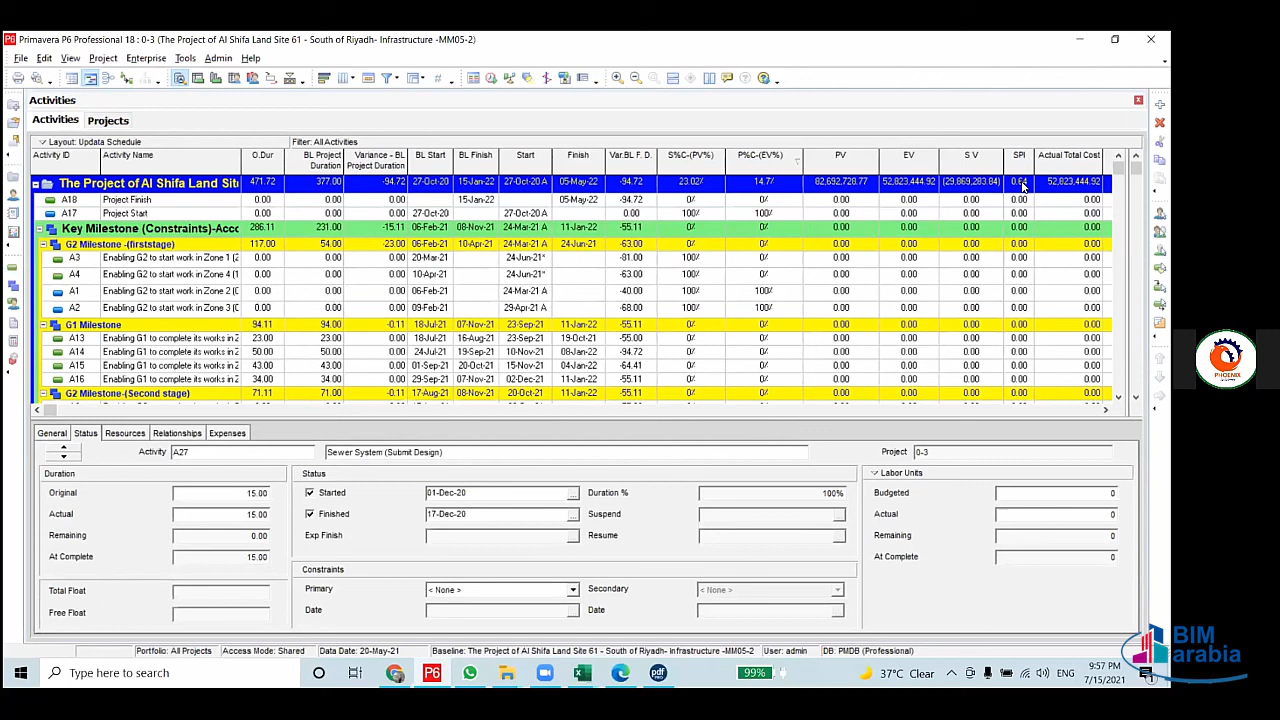 Primavera P6 Professional 18 : 0-3 (The Project of Al Shifa Land Site 61 - South of Riyadh- Infrastructure -MM05-2)
File Edit View Project Enterprise Tools Admin Help
Activities
Activities Projects
Layout: Updata Schedule Filter: All Activities
Activity ID Activity Name O.Dur BL Project Duration Variance - BL Project Duration BL Start BL Finish Start Finish Var.BL F. D. S%C-(PV%) P%C-(EV%) PV EV S V SPI Actual Total Cost
The Project of Al Shifa Land Sit 471.72 377.00 -94.72 27-Oct-20 15-Jan-22 27-Oct-20 A 05-May-22 -94.72 23.02% 14.7% 82,692,728.77 52,823,444.92 (29,869,283.84) 0.64 52,823,444.92
A18 Project Finish 0.00 0.00 0.00 15-Jan-22 05-May-22 -94.72 0% 0% 0.00 0.00 0.00 0.00 0.00
A17 Project Start 0.00 0.00 0.00 27-Oct-20 27-Oct-20 A 0.00 100% 100% 0.00 0.00 0.00 0.00 0.00
Key Milestone (Constraints)-Acco 286.11 231.00 -15.11 06-Feb-21 08-Nov-21 24-Mar-21 A 11-Jan-22 -55.11 0% 0% 0.00 0.00 0.00 0.00 0.00
G2 Milestone -(firststage) 117.00 54.00 -23.00 06-Feb-21 10-Apr-21 24-Mar-21 A 24-Jun-21 -63.00 0% 0% 0.00 0.00 0.00 0.00 0.00
A3 Enabling G2 to start work in Zone 1 (2 0.00 0.00 0.00 20-Mar-21 24-Jun-21* -81.00 100% 0% 0.00 0.00 0.00 0.00 0.00
A4 Enabling G2 to start work in Zone 4 (1 0.00 0.00 0.00 10-Apr-21 24-Jun-21* -63.00 100% 0% 0.00 0.00 0.00 0.00 0.00
A1 Enabling G2 to start work in Zone 2 (0 0.00 0.00 0.00 06-Feb-21 24-Mar-21 A -40.00 100% 100% 0.00 0.00 0.00 0.00 0.00
A2 Enabling G2 to start work in Zone 3 (0 0.00 0.00 0.00 09-Feb-21 29-Apr-21 A -68.00 100% 100% 0.00 0.00 0.00 0.00 0.00
G1 Milestone 94.11 94.00 -0.11 18-Jul-21 07-Nov-21 23-Sep-21 11-Jan-22 -55.11 0% 0% 0.00 0.00 0.00 0.00 0.00
A13 Enabling G1 to complete its works in 2 23.00 23.00 0.00 18-Jul-21 16-Aug-21 23-Sep-21 19-Oct-21 -55.00 0% 0% 0.00 0.00 0.00 0.00 0.00
A14 Enabling G1 to complete its works in 2 50.00 50.00 0.00 24-Jul-21 19-Sep-21 10-Nov-21 08-Jan-22 -94.72 0% 0% 0.00 0.00 0.00 0.00 0.00
A15 Enabling G1 to complete its works in 2 43.00 43.00 0.00 01-Sep-21 20-Oct-21 15-Nov-21 04-Jan-22 -64.41 0% 0% 0.00 0.00 0.00 0.00 0.00
A16 Enabling G1 to complete its works in 2 34.00 34.00 0.00 29-Sep-21 07-Nov-21 02-Dec-21 11-Jan-22 -55.11 0% 0% 0.00 0.00 0.00 0.00 0.00
G2 Milestone-(Second stage) 71.11 71.00 -0.11 17-Aug-21 08-Nov-21 20-Oct-21 11-Jan-22 -55.11 0% 0% 0.00 0.00 0.00 0.00 0.00
General Status Resources Relationships Expenses
Activity A27 Sewer System (Submit Design) Project 0-3
Duration Status Labor Units
Original 15.00 Started 01-Dec-20 ... Duration % 100% Budgeted 0
Actual 15.00 Finished 17-Dec-20 ... Suspend Actual 0
Remaining 0.00 Exp Finish Resume Remaining 0
At Complete 15.00 At Complete 0
Constraints
Total Float Primary < None > Secondary < None >
Free Float Date Date
Portfolio: All Projects Access Mode: Shared Data Date: 20-May-21 Baseline: The Project of Al Shifa Land Site 61 - South of Riyadh- Infrastructure -MM05-2 User: admin DB: PMDB (Professional)
Type here to search P6 99% 37°C Clear ENG 9:57 PM 7/15/2021
PHOENIX
BIM arabia